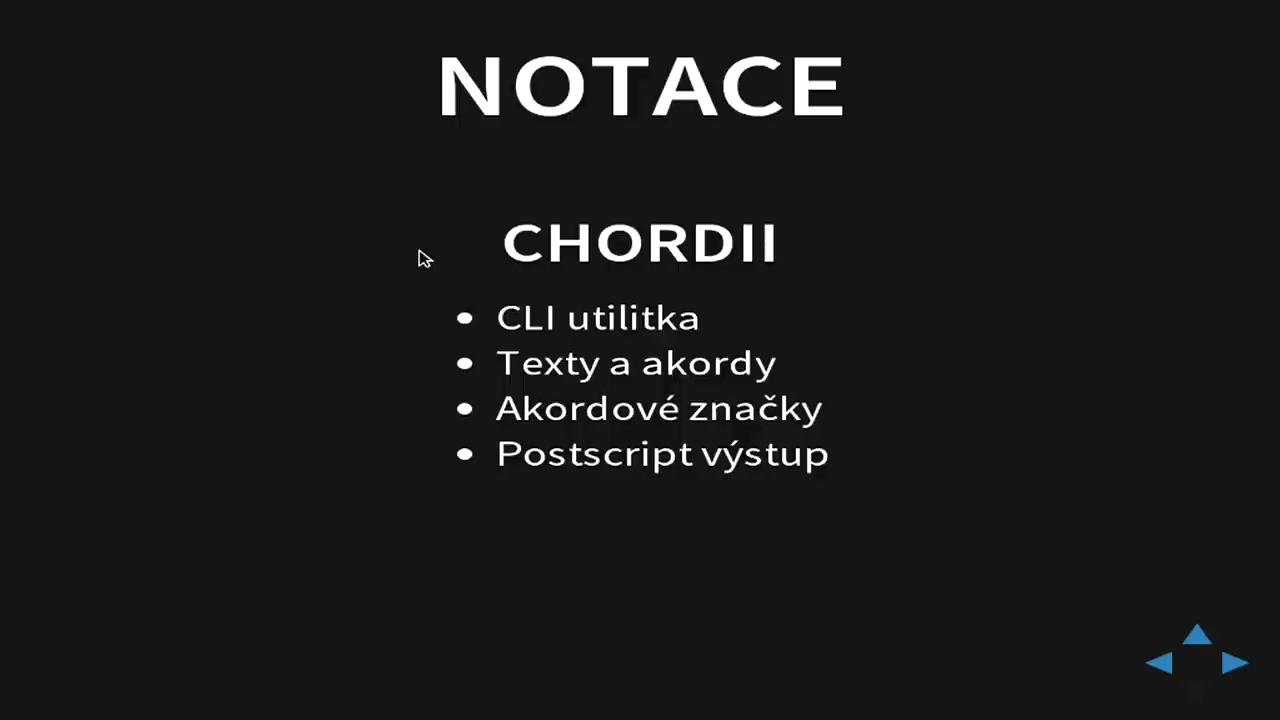 NOTACE
CHORDII
• CLI utilitka
• Texty a akordy
• Akordové značky
• Postscript výstup